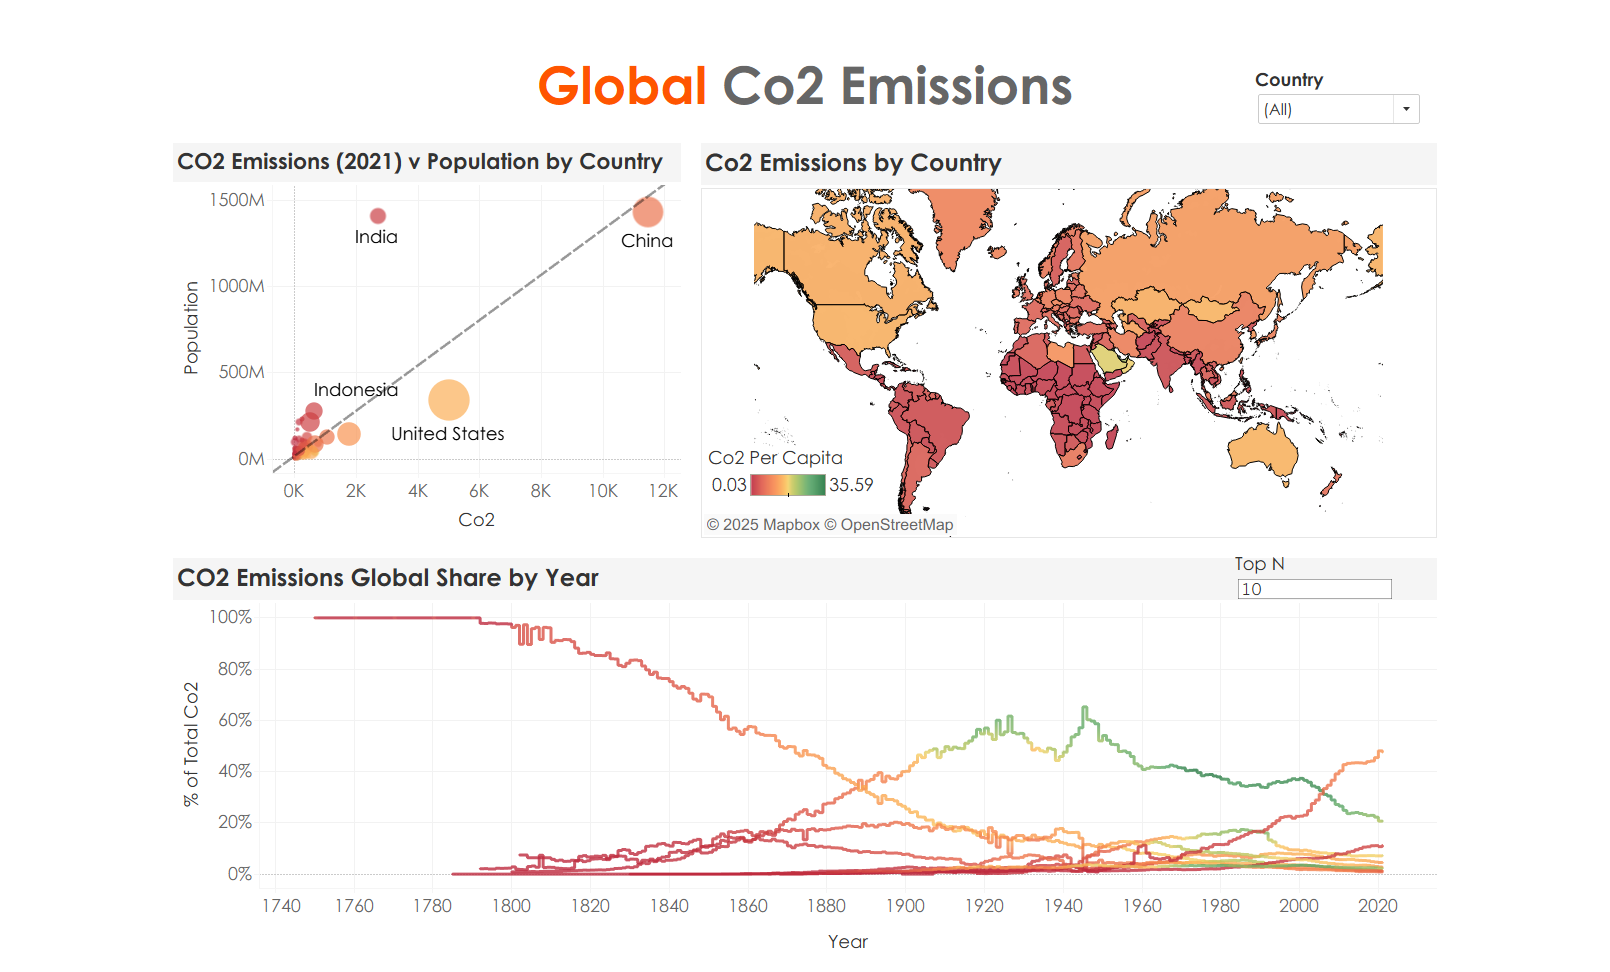 Global Co2 Emissions
Country
(All)
CO2 Emissions (2021) v Population by Country
1500M
1000M
500M
0M
Population
India
China
Indonesia
United States
0K 2K 4K 6K 8K 10K 12K
Co2
Co2 Emissions by Country
Co2 Per Capita
0.03 35.59
© 2025 Mapbox © OpenStreetMap
CO2 Emissions Global Share by Year
Top N
10
100%
80%
60%
40%
20%
0%
% of Total Co2
1740 1760 1780 1800 1820 1840 1860 1880 1900 1920 1940 1960 1980 2000 2020
Year